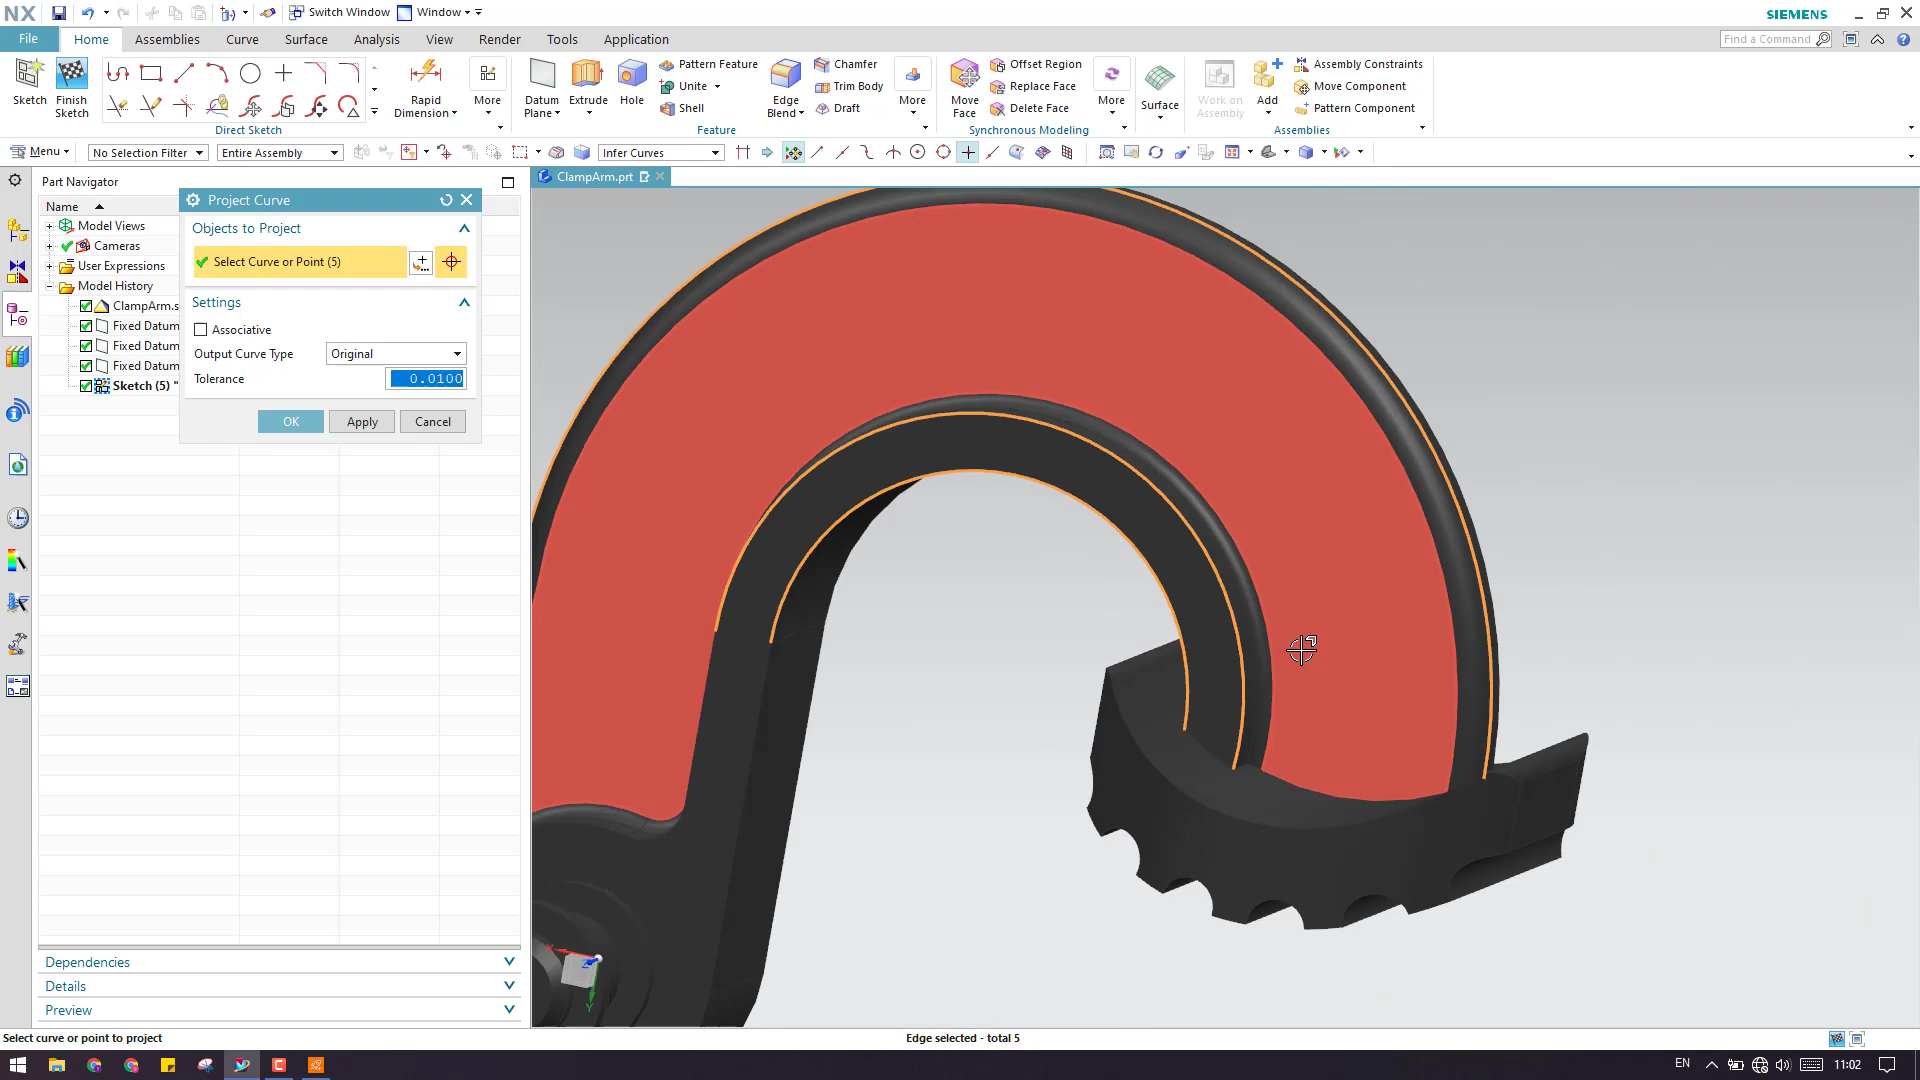 NX
Switch Window
Window
SIEMENS
File
Home
Assemblies
Curve
Surface
Analysis
View
Render
Tools
Application
Find a Command
Sketch
Finish
Sketch
Rapid
Dimension
More
Direct Sketch
Datum
Plane
Extrude
Hole
Pattern Feature
Unite
Shell
Edge
Blend
Chamfer
Trim Body
Draft
More
Feature
Move
Face
Offset Region
Replace Face
Delete Face
More
Synchronous Modeling
Surface
Work on
Assembly
Add
Assembly Constraints
Move Component
Pattern Component
Assemblies
Menu
No Selection Filter
Entire Assembly
Infer Curves
Part Navigator
Name
Model Views
Cameras
User Expressions
Model History
ClampArm.s
Fixed Datum
Fixed Datum
Fixed Datum
Sketch (5) "
Project Curve
Objects to Project
Select Curve or Point (5)
Settings
Associative
Output Curve Type
Original
Tolerance
0.0100
OK
Apply
Cancel
ClampArm.prt
X
Z
Y
Dependencies
Details
Preview
Select curve or point to project
Edge selected - total 5
EN
11:02